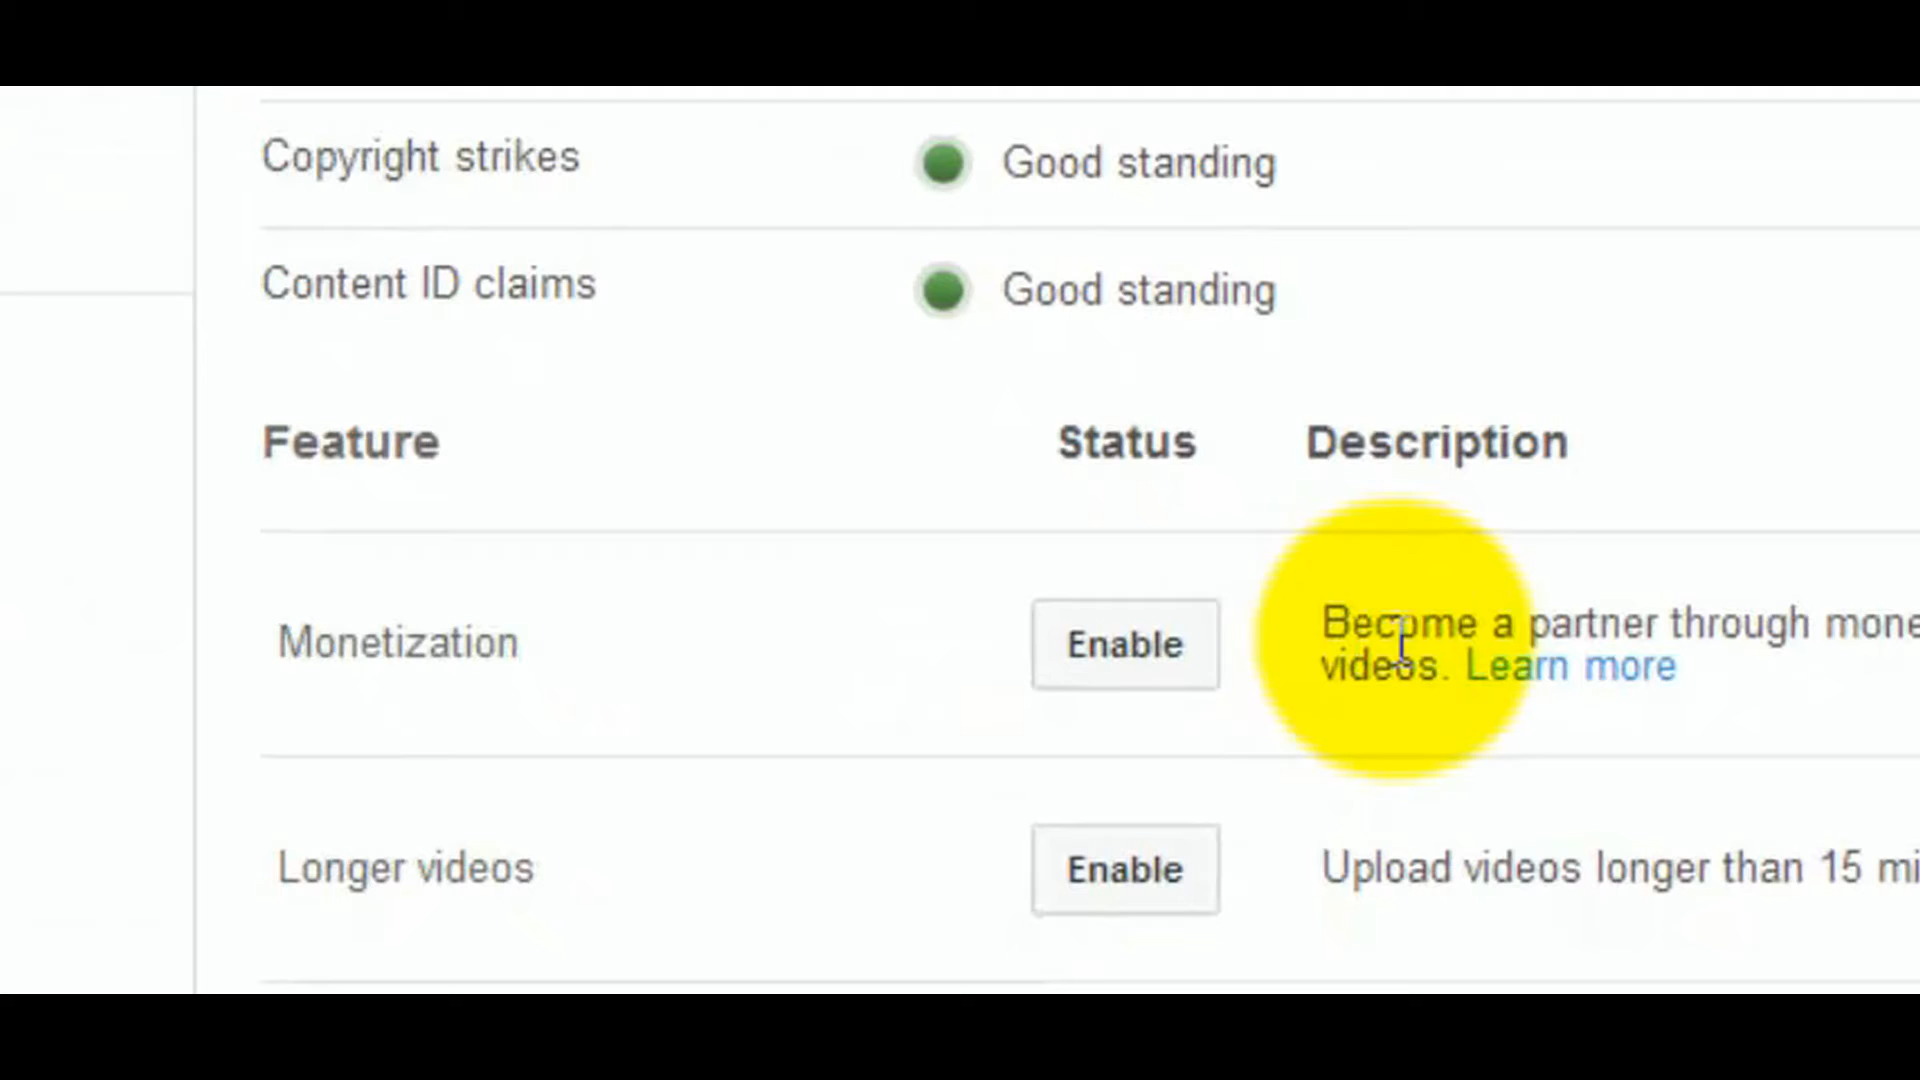 Copyright strikes
Good standing
Content ID claims
Good standing
Feature
Status
Description
Monetization
Enable
Become a partner through mone
videos. Learn more
Longer videos
Enable
Upload videos longer than 15 mi